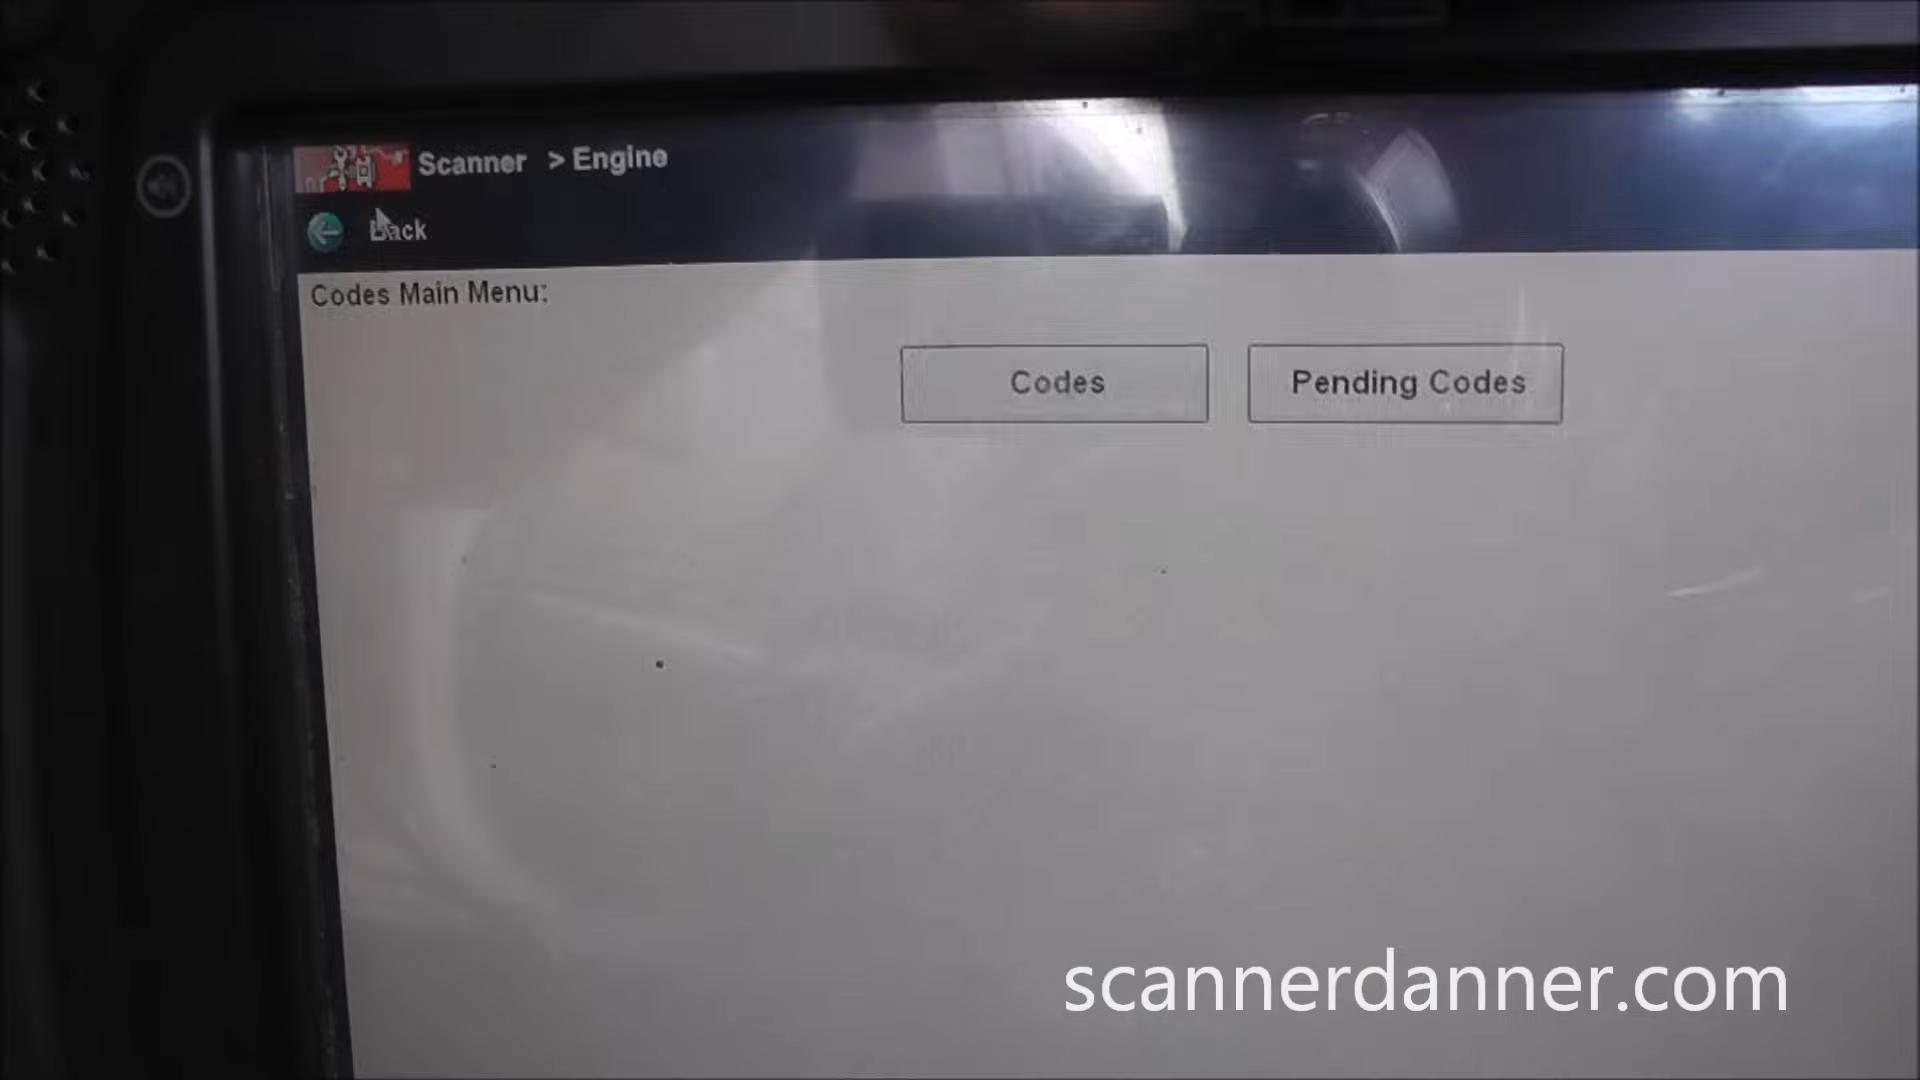 Scanner > Engine
Back
Codes Main Menu:
Codes
Pending Codes
scannerdanner.com